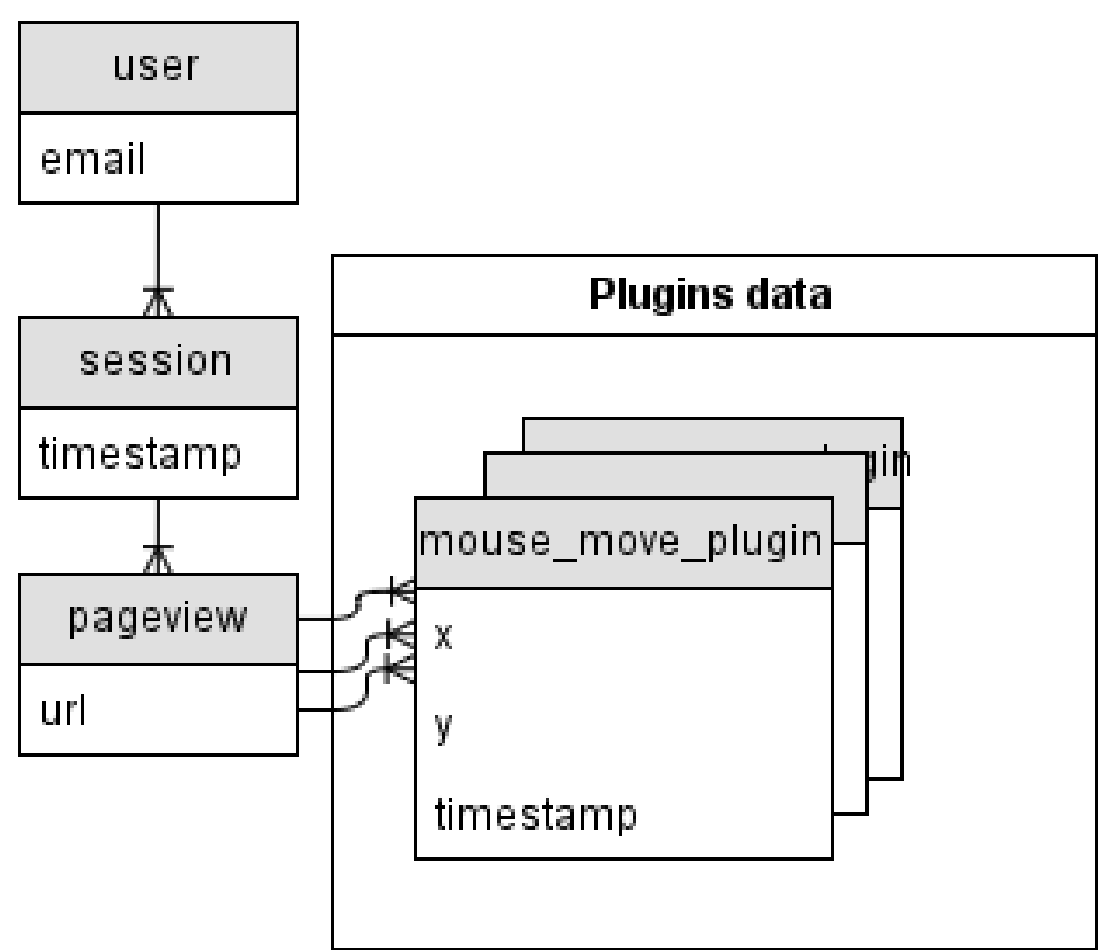 user
email
session
timestamp
pageview
url
Plugins data
mouse_move_plugin
x
y
timestamp